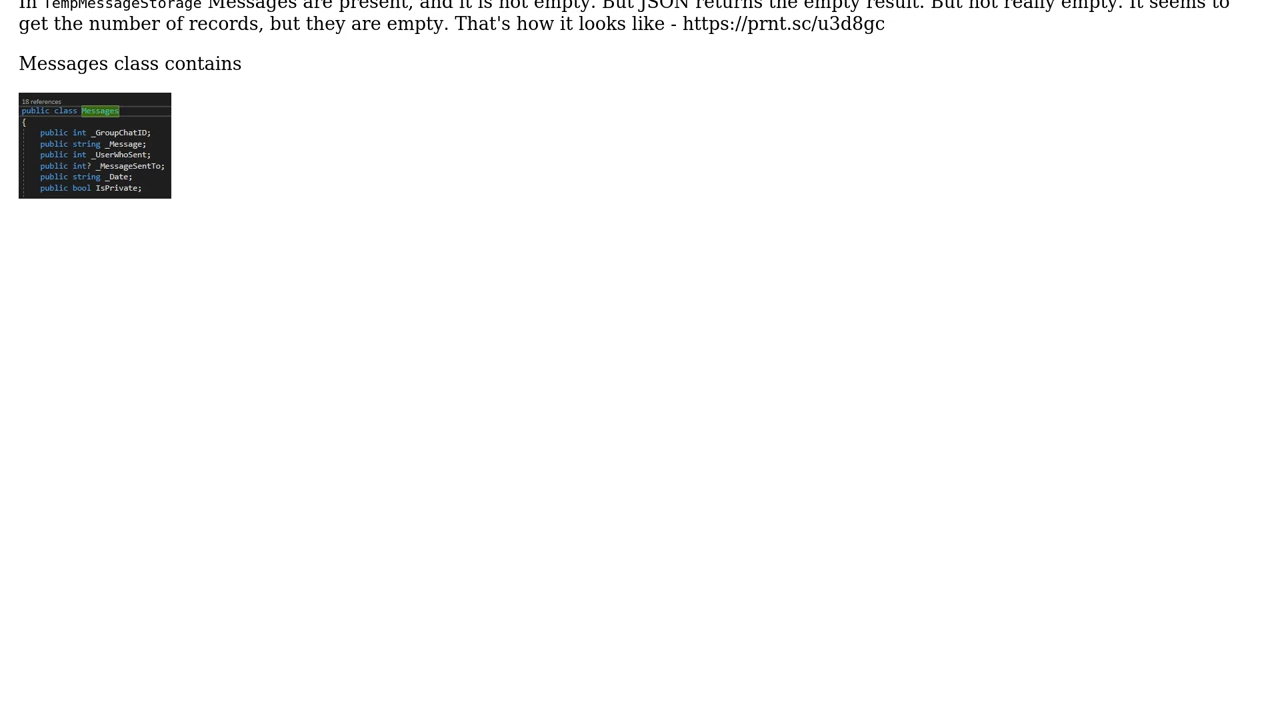 In TempMessageStorage Messages are present, and it is not empty. But JSON returns the empty result. But not really empty. It seems to
get the number of records, but they are empty. That's how it looks like - https://prnt.sc/u3d8gc
Messages class contains
18 references
public class Messages
{
public int _GroupChatID;
public string _Message;
public int _UserWhoSent;
public int? _MessageSentTo;
public string _Date;
public bool IsPrivate;